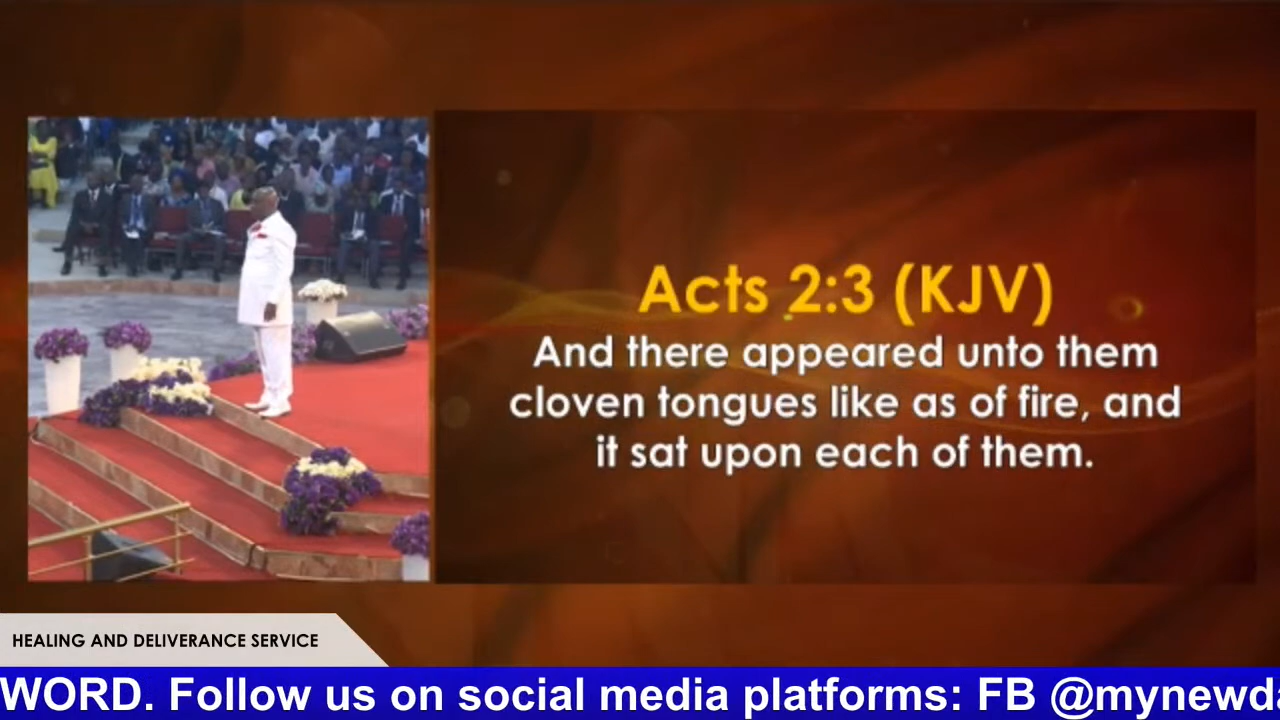 Acts 2:3 (KJV)
And there appeared unto them
cloven tongues like as of fire, and
it sat upon each of them.
HEALING AND DELIVERANCE SERVICE
WORD. Follow us on social media platforms: FB @mynewda